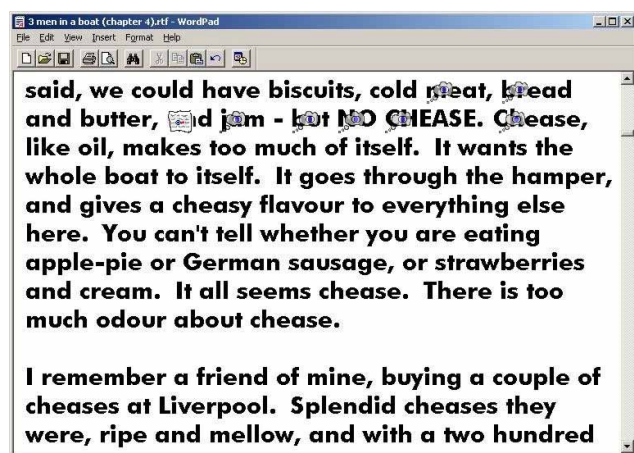 3 men in a boat (chapter 4).rtf - WordPad
File Edit View Insert Format Help
said, we could have biscuits, cold meat, bread
and butter, and jam - but NO CHEASE. Chease,
like oil, makes too much of itself. It wants the
whole boat to itself. It goes through the hamper,
and gives a cheasy flavour to everything else
here. You can't tell whether you are eating
apple-pie or German sausage, or strawberries
and cream. It all seems chease. There is too
much odour about chease.
I remember a friend of mine, buying a couple of
cheases at Liverpool. Splendid cheases they
were, ripe and mellow, and with a two hundred